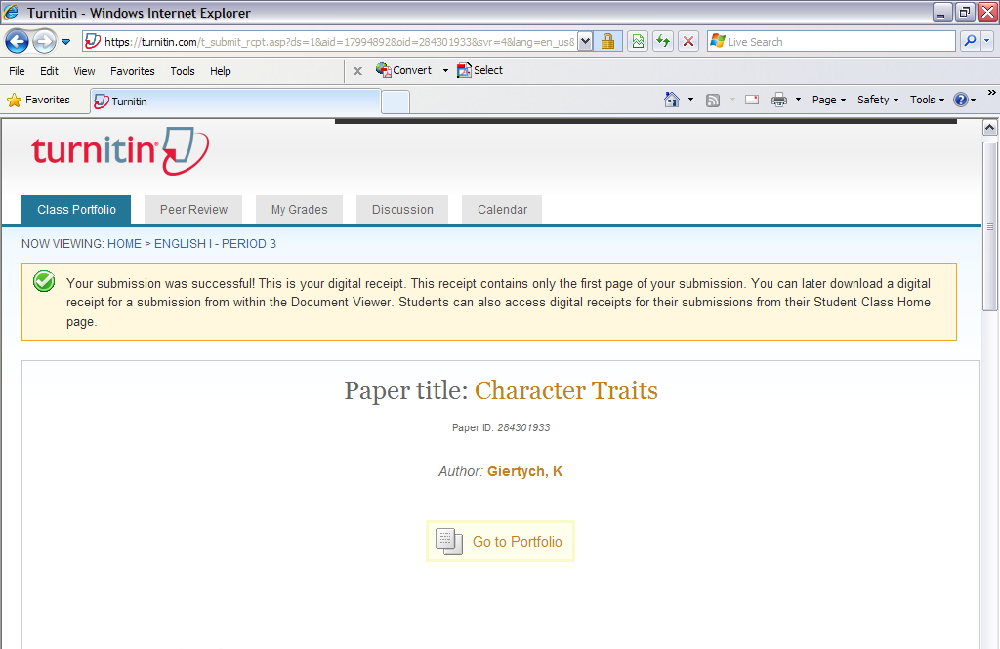 Turnitin - Windows Internet Explorer
https://turnitin.com/t_submit_rcpt.asp?ds=1&aid=17994892&oid=284301933&svr=4&lang=en_us&
Live Search
File Edit View Favorites Tools Help
x Convert Select
Favorites Turnitin
Page Safety Tools
turnitin
Class Portfolio Peer Review My Grades Discussion Calendar
NOW VIEWING: HOME > ENGLISH I - PERIOD 3
Your submission was successful! This is your digital receipt. This receipt contains only the first page of your submission. You can later download a digital
receipt for a submission from within the Document Viewer. Students can also access digital receipts for their submissions from their Student Class Home
page.
Paper title: Character Traits
Paper ID: 284301933
Author: Giertych, K
Go to Portfolio